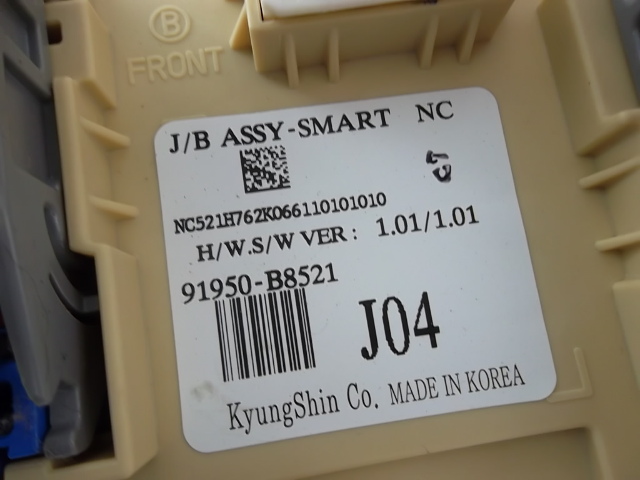 B
FRONT
J/B ASSY-SMART NC
NC521H762K066110101010
H/W.S/W VER: 1.01/1.01
91950-B8521
J04
KyungShin Co. MADE IN KOREA